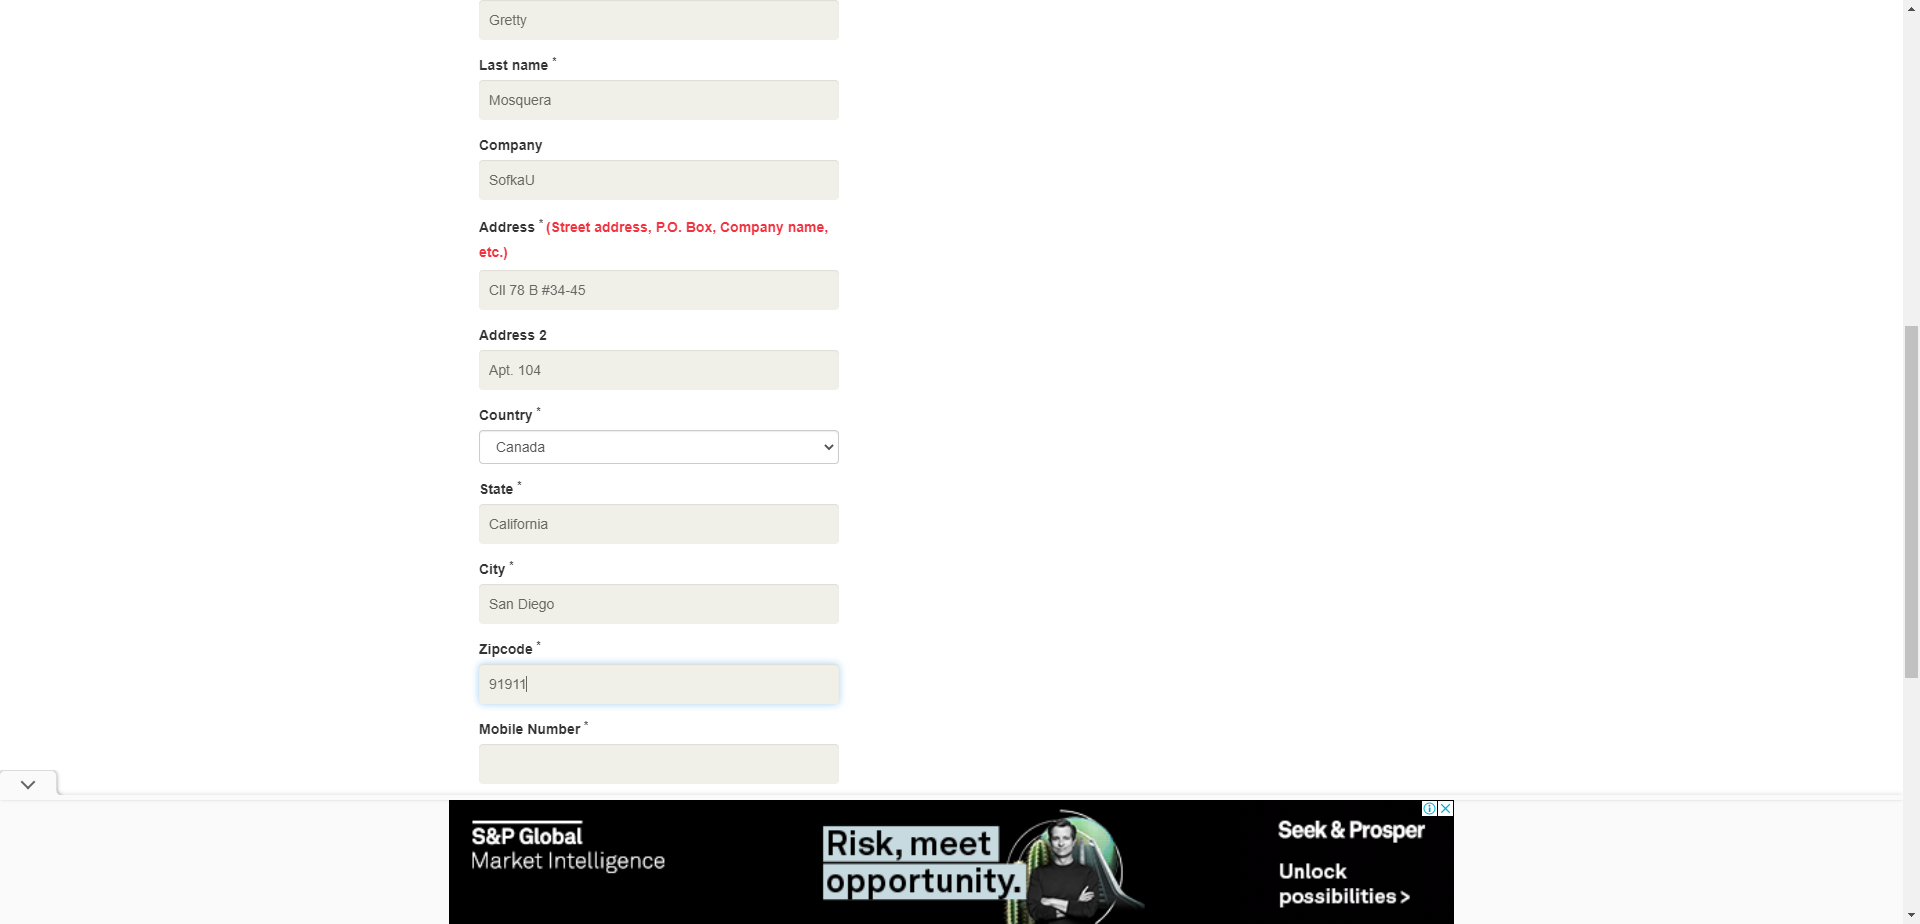 Gretty
Last name *
Mosquera
Company
SofkaU
Address * (Street address, P.O. Box, Company name,
etc.)
Cll 78 B #34-45
Address 2
Apt. 104
Country *
Canada
State *
California
City *
San Diego
Zipcode *
91911
Mobile Number *
S&P Global
Market Intelligence
Risk, meet
opportunity.
Seek & Prosper
Unlock
possibilities >